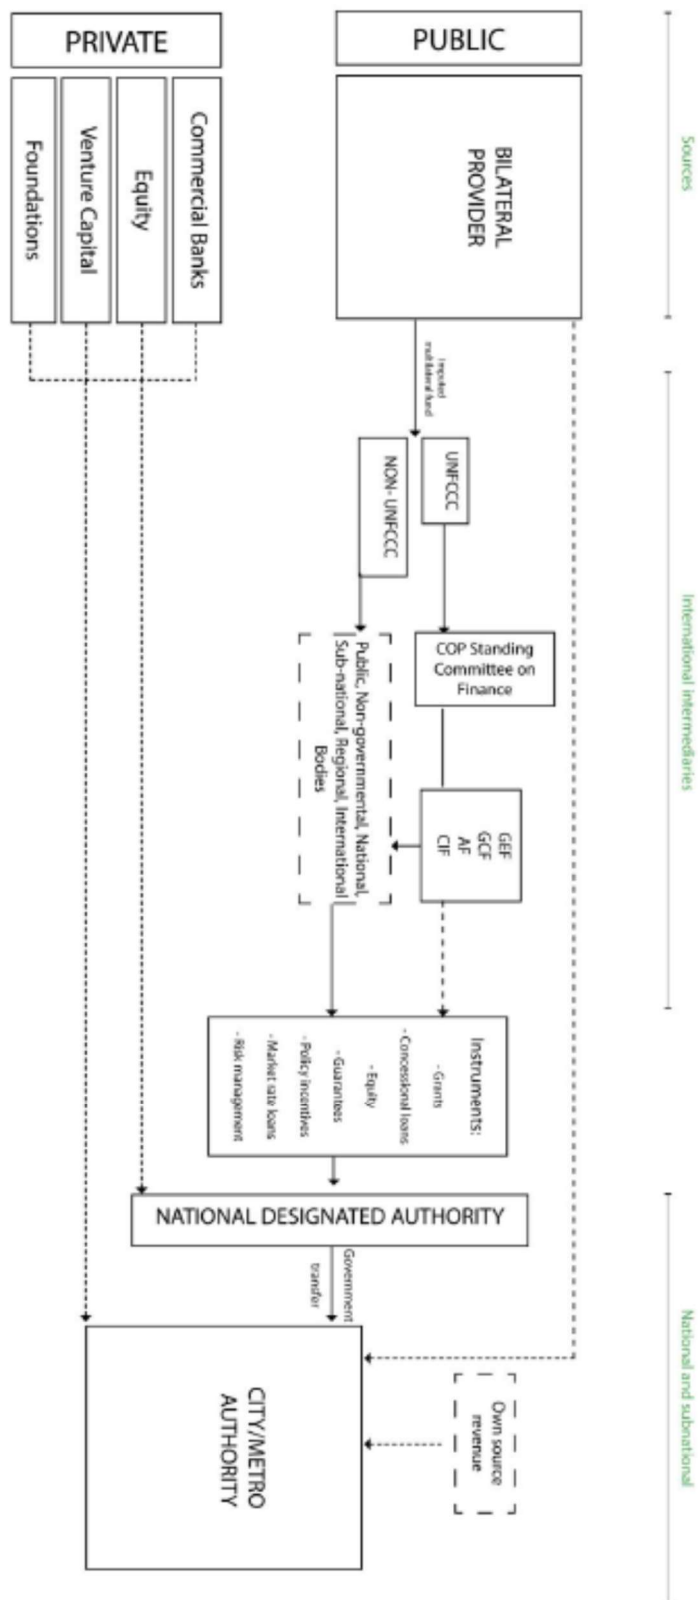 PRIVATE
PUBLIC
Commercial Banks
Equity
Venture Capital
Foundations
BILATERAL
PROVIDER
Sources
Imputed
multilateral fund
UNFCCC
NON- UNFCCC
International intermediaries
COP Standing
Committee on
Finance
Public, Non-governmental, National,
Sub-national, Regional, International
Bodies
GEF
GCF
AF
CIF
Instruments:
- Grants
- Concessional loans
- Equity
- Guarantees
- Policy incentives
- Market rate loans
- Risk management
NATIONAL DESIGNATED AUTHORITY
Government
transfer
National and subnational
CITY/METRO
AUTHORITY
Own source
revenue